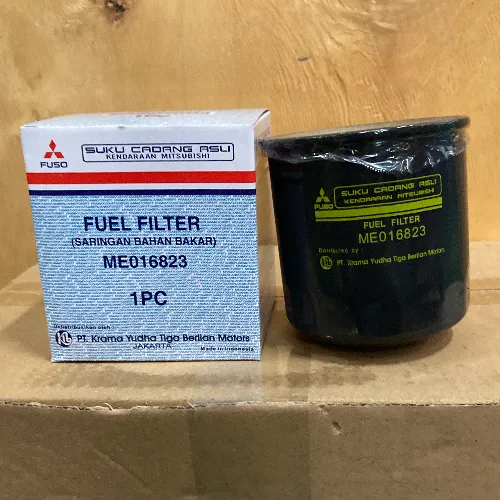 FUSO
SUKU CADANG ASLI
KENDARAAN MITSUBISHI
FUEL FILTER
(SARINGAN BAHAN BAKAR)
ME016823
1PC
Didistribusikan oleh :
PT. Krama Yudha Tiga Berlian Motors
JAKARTA
Made in Indonesia
FUSO
SUKU CADANG ASLI
KENDARAAN MITSUBISHI
FUEL FILTER
ME016823
Distributed by :
PT. Krama Yudha Tiga Berlian Motors